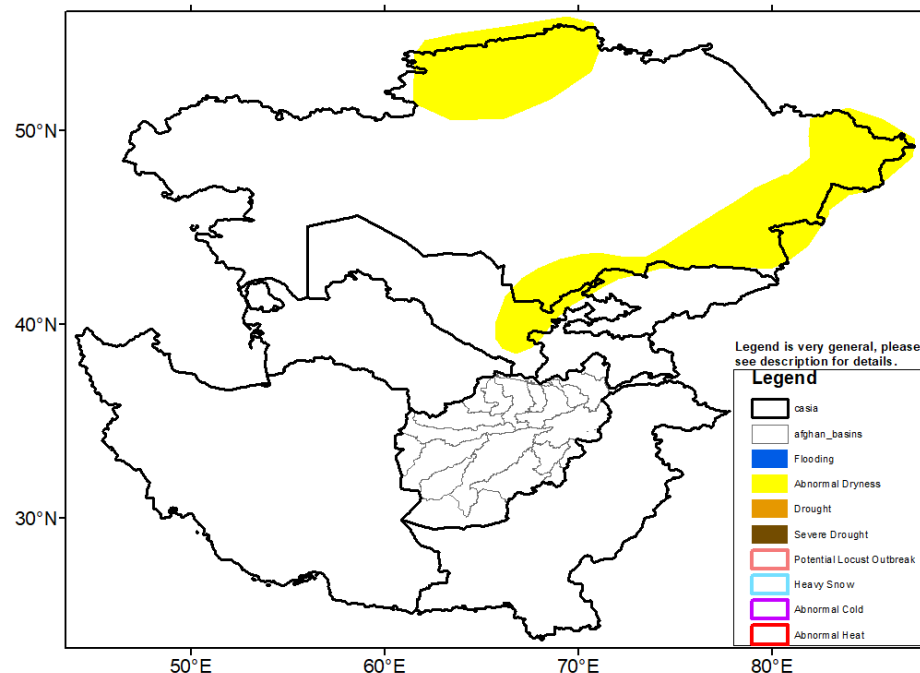 50°N
40°N
30°N
50°E
60°E
70°E
80°E
Legend is very general, please
see description for details.
Legend
casia
afghan_basins
Flooding
Abnormal Dryness
Drought
Severe Drought
Potential Locust Outbreak
Heavy Snow
Abnormal Cold
Abnormal Heat